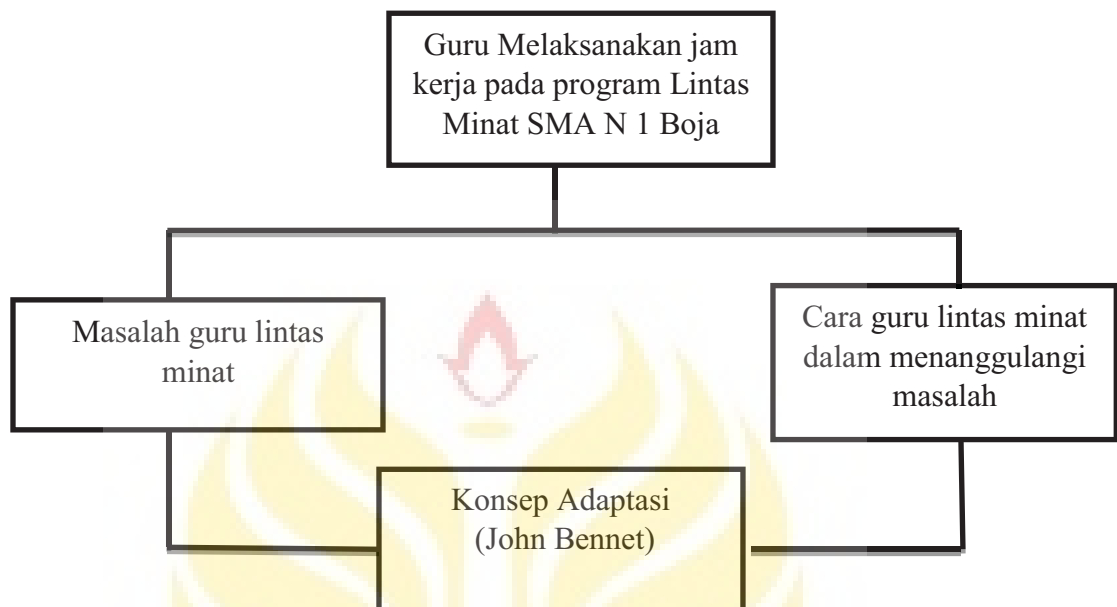 Guru Melaksanakan jam
kerja pada program Lintas
Minat SMA N 1 Boja
Masalah guru lintas
minat
Cara guru lintas minat
dalam menanggulangi
masalah
Konsep Adaptasi
(John Bennet)